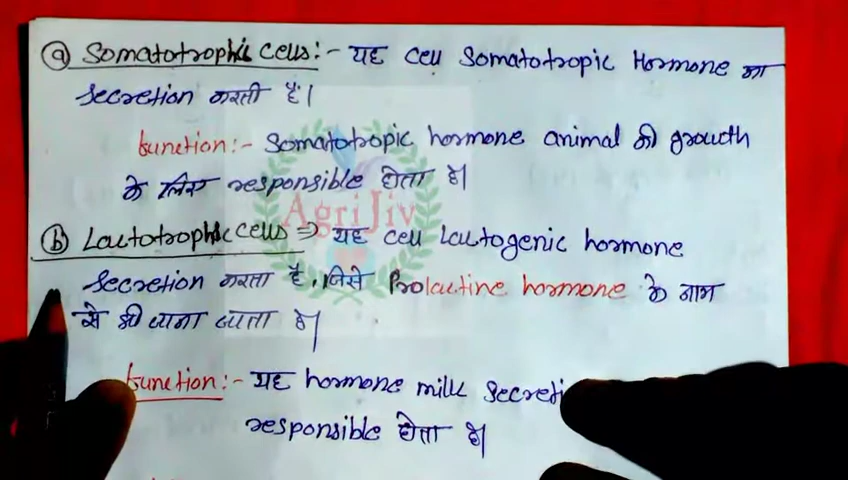 (a) Somatotrophic cells:- यह cell Somatotropic Hormone का
secretion करती है।
function:- Somatotropic hormone animal की growth
के लिए responsible होता है।
AgriJiv
(b) Lactotrophic cells ⇒ यह cell Lactogenic hormone
secretion करता है, जिसे Prolactine hormone के नाम
से भी जाना जाता है।
function:- यह hormone milk
responsible होता है।